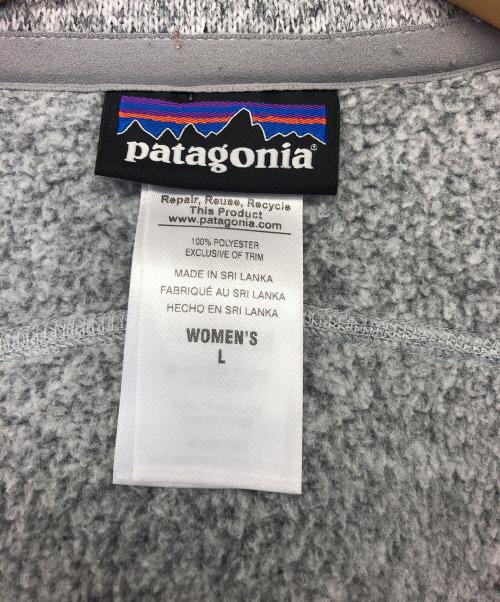 patagonia®
Repair, Reuse, Recycle
This Product
www.patagonia.com
100% POLYESTER
EXCLUSIVE OF TRIM
MADE IN SRI LANKA
FABRIQUÉ AU SRI LANKA
HECHO EN SRI LANKA
WOMEN'S
L